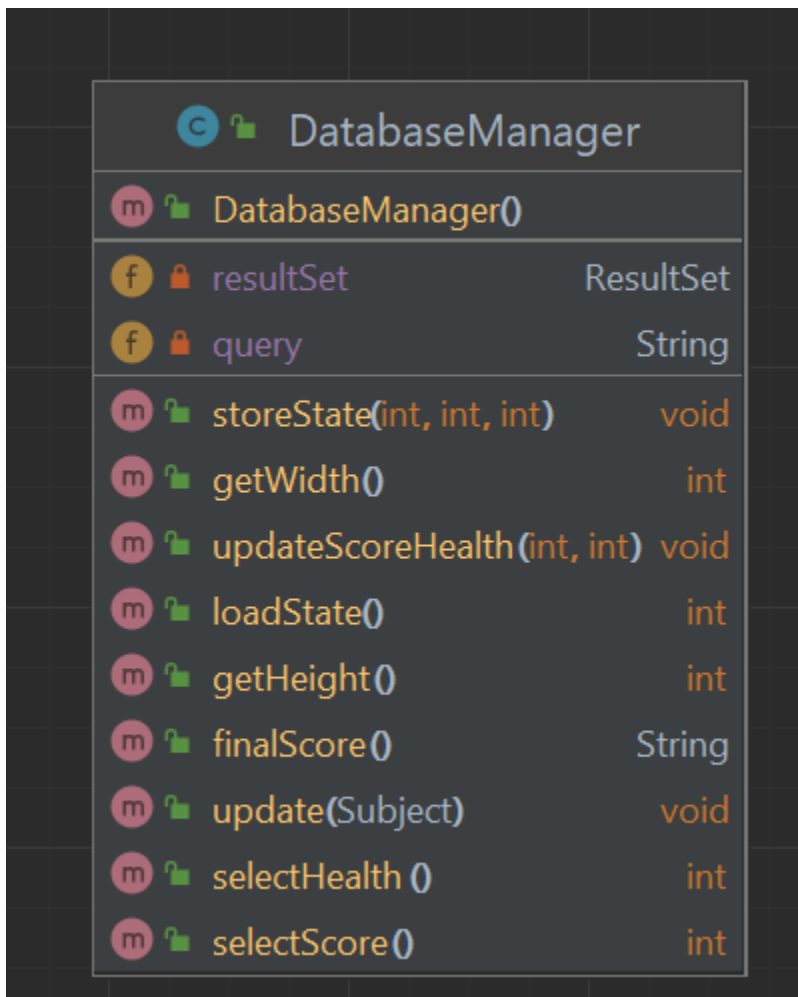 C DatabaseManager
m DatabaseManager()
f resultSet ResultSet
f query String
m storeState(int, int, int) void
m getWidth() int
m updateScoreHealth(int, int) void
m loadState() int
m getHeight() int
m finalScore() String
m update(Subject) void
m selectHealth () int
m selectScore() int